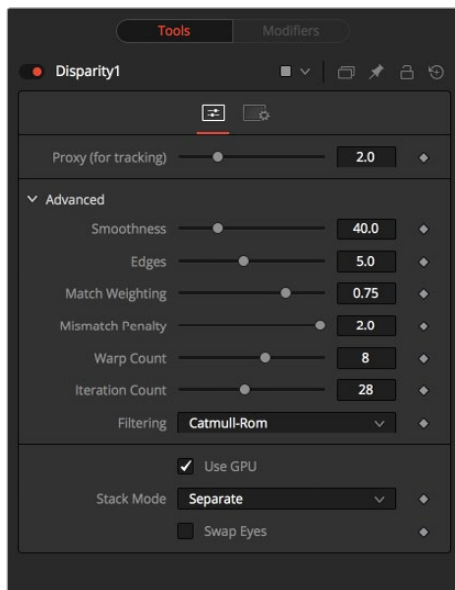 Tools Modifiers
Disparity1
Proxy (for tracking) 2.0
Advanced
Smoothness 40.0
Edges 5.0
Match Weighting 0.75
Mismatch Penalty 2.0
Warp Count 8
Iteration Count 28
Filtering Catmull-Rom
Use GPU
Stack Mode Separate
Swap Eyes